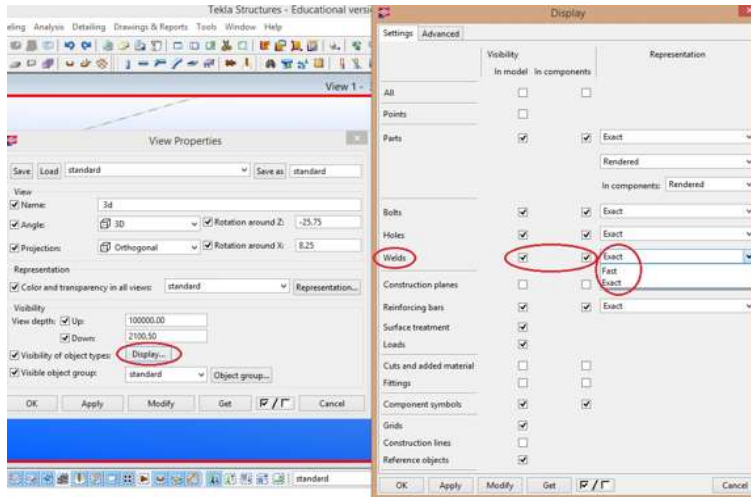 Tekla Structures - Educational versi
eling Analysis Detailing Drawings & Reports Tools Window Help
View 1 -
View Properties
Save Load standard Save as standard
View
Name: 3d
Angle: 3D Rotation around Z: -25.75
Projection: Orthogonal Rotation around X: 8.25
Representation
Color and transparency in all views: standard Representation...
Visibility
View depth: Up: 100000.00
Down: 2100.50
Visibility of object types: Display...
Visible object group: standard Object group...
OK Apply Modify Get / Cancel
standard
Display
Settings Advanced
Visibility Representation
In model In components
All
Points
Parts Exact
Rendered
In components: Rendered
Bolts Exact
Holes Exact
Welds Exact
Fast
Exact
Construction planes
Reinforcing bars Exact
Surface treatment
Loads
Cuts and added material
Fittings
Component symbols
Grids
Construction lines
Reference objects
OK Apply Modify Get / Cancel